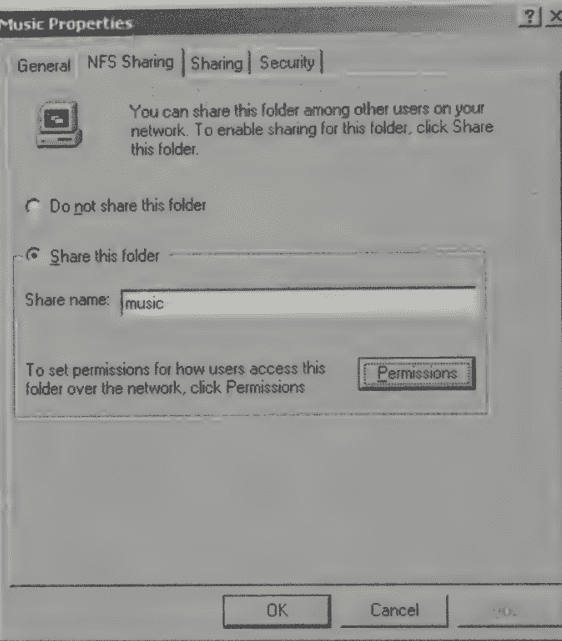 Music Properties
? X
General NFS Sharing Sharing Security
You can share this folder among other users on your
network. To enable sharing for this folder, click Share
this folder.
Do not share this folder
Share this folder
Share name: music
To set permissions for how users access this
folder over the network, click Permissions
Permissions
OK Cancel